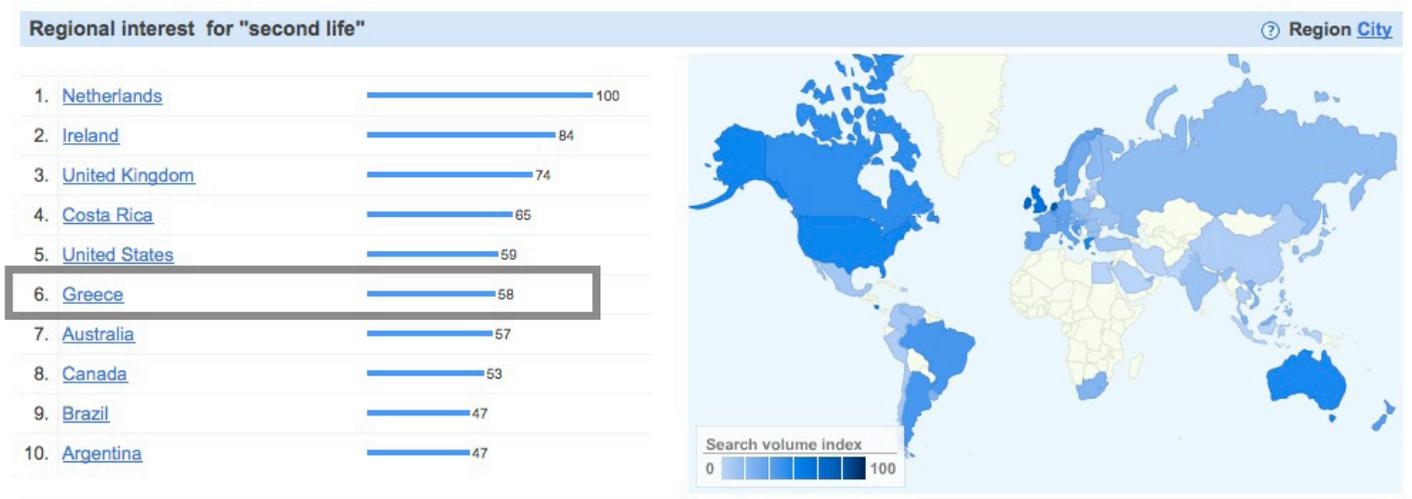 Regional interest for "second life"
? Region City
1. Netherlands 100
2. Ireland 84
3. United Kingdom 74
4. Costa Rica 65
5. United States 59
6. Greece 58
7. Australia 57
8. Canada 53
9. Brazil 47
10. Argentina 47
Search volume index
0 100